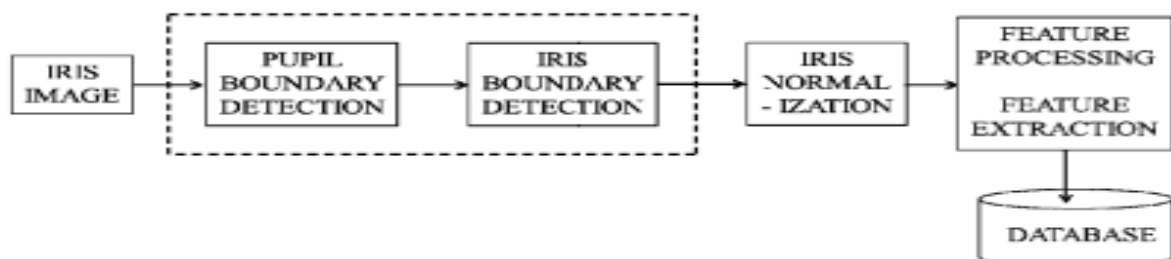 IRIS
IMAGE
PUPIL
BOUNDARY
DETECTION
IRIS
BOUNDARY
DETECTION
IRIS
NORMAL
-IZATION
FEATURE
PROCESSING
FEATURE
EXTRACTION
DATABASE